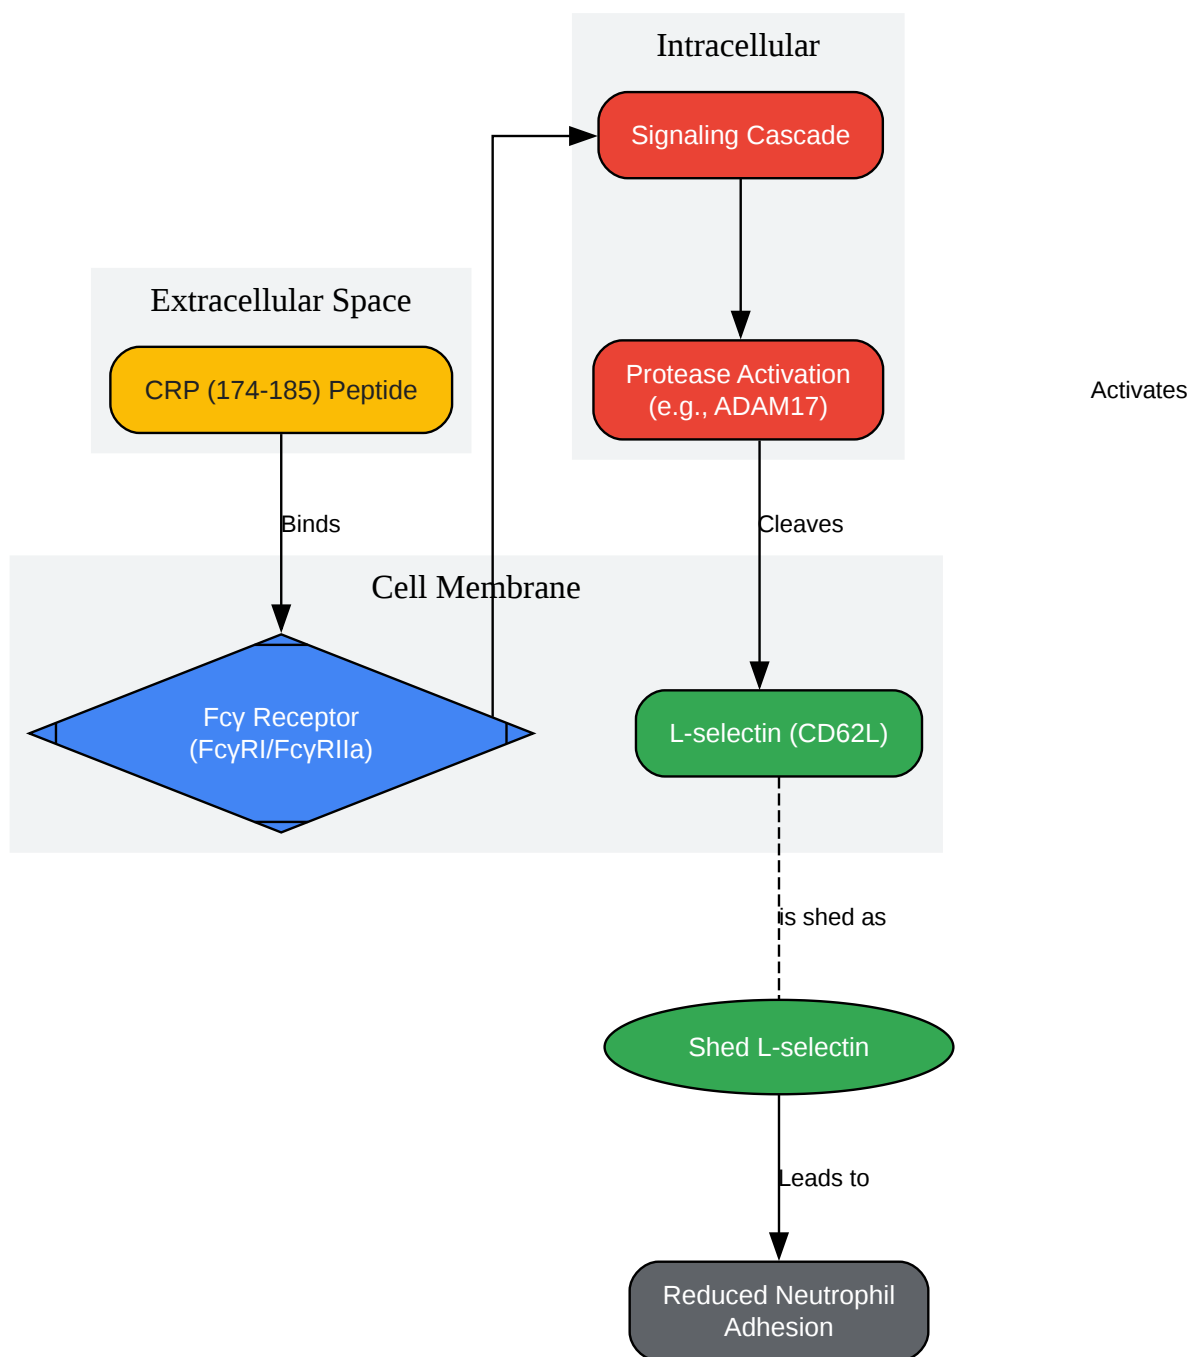 Intracellular
Signaling Cascade
Extracellular Space
CRP (174-185) Peptide
Protease Activation
(e.g., ADAM17)
Activates
Binds
Cleaves
Cell Membrane
Fcγ Receptor
(FcγRI/FcγRIIa)
L-selectin (CD62L)
is shed as
Shed L-selectin
Leads to
Reduced Neutrophil
Adhesion